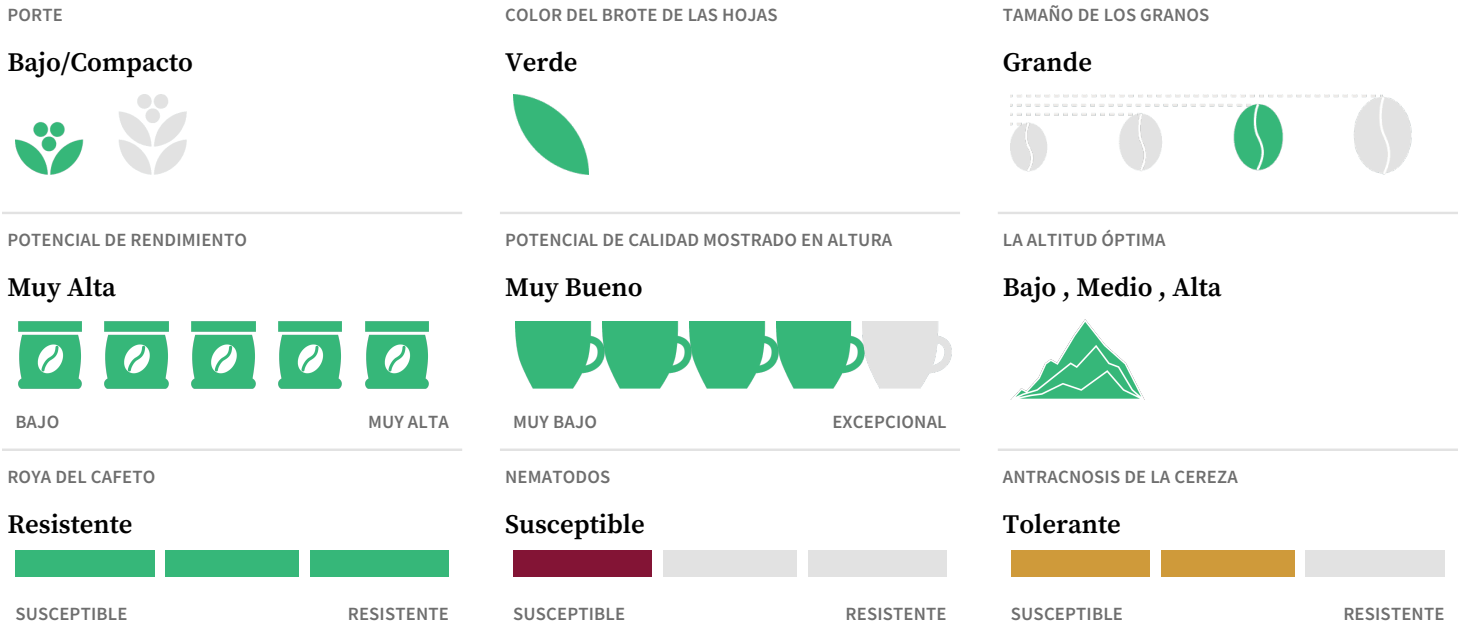 PORTE
Bajo/Compacto
COLOR DEL BROTE DE LAS HOJAS
Verde
TAMAÑO DE LOS GRANOS
Grande
POTENCIAL DE RENDIMIENTO
Muy Alta
BAJO
MUY ALTA
POTENCIAL DE CALIDAD MOSTRADO EN ALTURA
Muy Bueno
MUY BAJO
EXCEPCIONAL
LA ALTITUD ÓPTIMA
Bajo , Medio , Alta
ROYA DEL CAFETO
Resistente
SUSCEPTIBLE
RESISTENTE
NEMATODOS
Susceptible
SUSCEPTIBLE
RESISTENTE
ANTRACNOSIS DE LA CEREZA
Tolerante
SUSCEPTIBLE
RESISTENTE